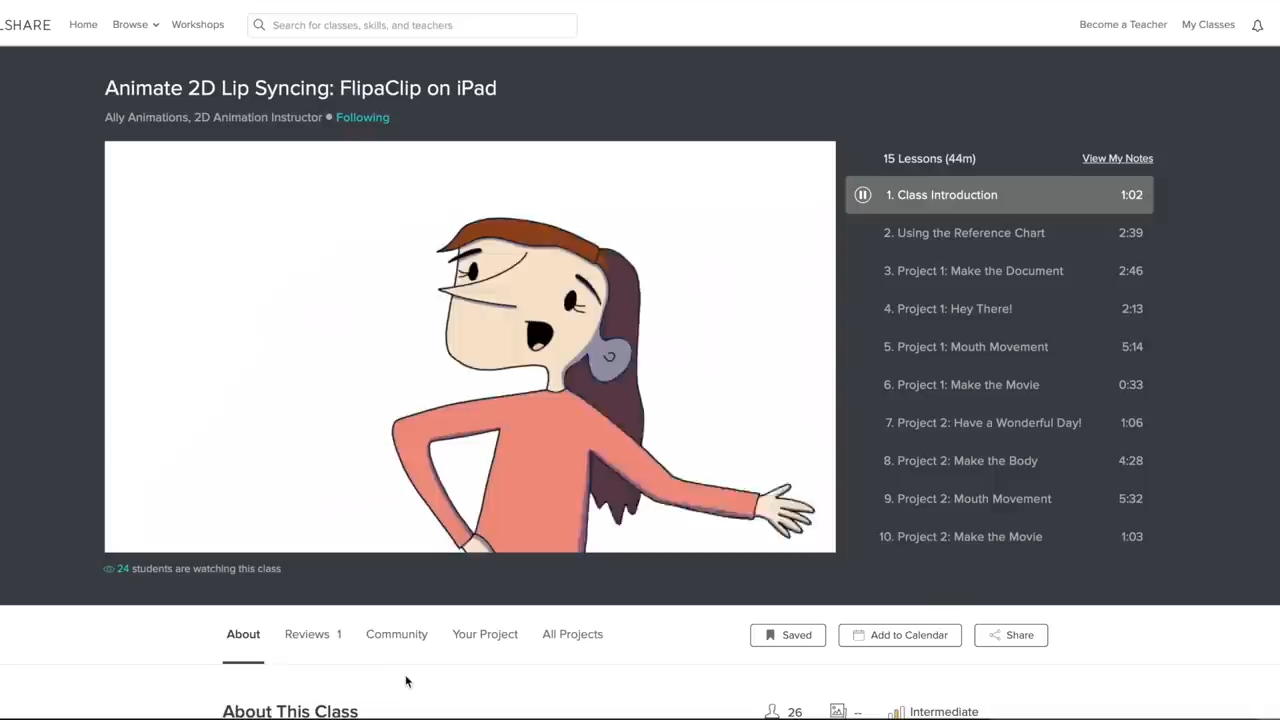 LSHARE Home Browse Workshops Search for classes, skills, and teachers Become a Teacher My Classes
Animate 2D Lip Syncing: FlipaClip on iPad
Ally Animations, 2D Animation Instructor • Following
15 Lessons (44m) View My Notes
1. Class Introduction 1:02
2. Using the Reference Chart 2:39
3. Project 1: Make the Document 2:46
4. Project 1: Hey There! 2:13
5. Project 1: Mouth Movement 5:14
6. Project 1: Make the Movie 0:33
7. Project 2: Have a Wonderful Day! 1:06
8. Project 2: Make the Body 4:28
9. Project 2: Mouth Movement 5:32
10. Project 2: Make the Movie 1:03
24 students are watching this class
About Reviews 1 Community Your Project All Projects Saved Add to Calendar Share
About This Class 26 -- Intermediate